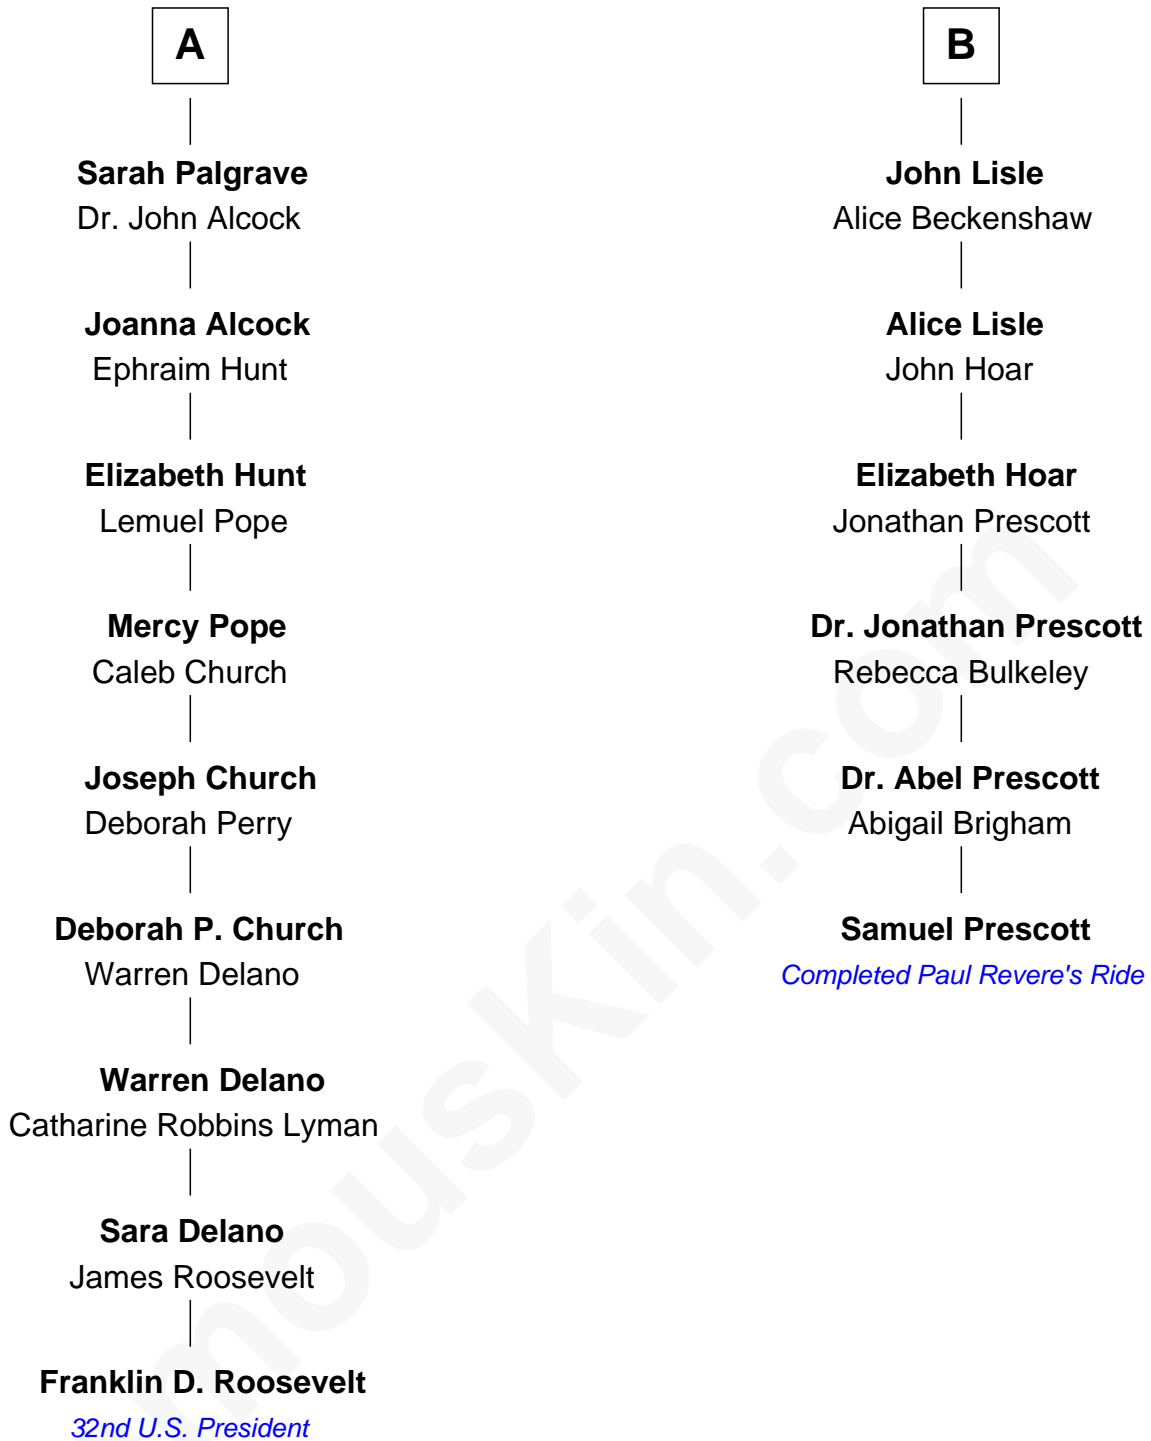 A
Sarah Palgrave
Dr. John Alcock
Joanna Alcock
Ephraim Hunt
Elizabeth Hunt
Lemuel Pope
Mercy Pope
Caleb Church
Joseph Church
Deborah Perry
Deborah P. Church
Warren Delano
Warren Delano
Catharine Robbins Lyman
Sara Delano
James Roosevelt
Franklin D. Roosevelt
32nd U.S. President
B
John Lisle
Alice Beckenshaw
Alice Lisle
John Hoar
Elizabeth Hoar
Jonathan Prescott
Dr. Jonathan Prescott
Rebecca Bulkeley
Dr. Abel Prescott
Abigail Brigham
Samuel Prescott
Completed Paul Revere's Ride
mouskin.com